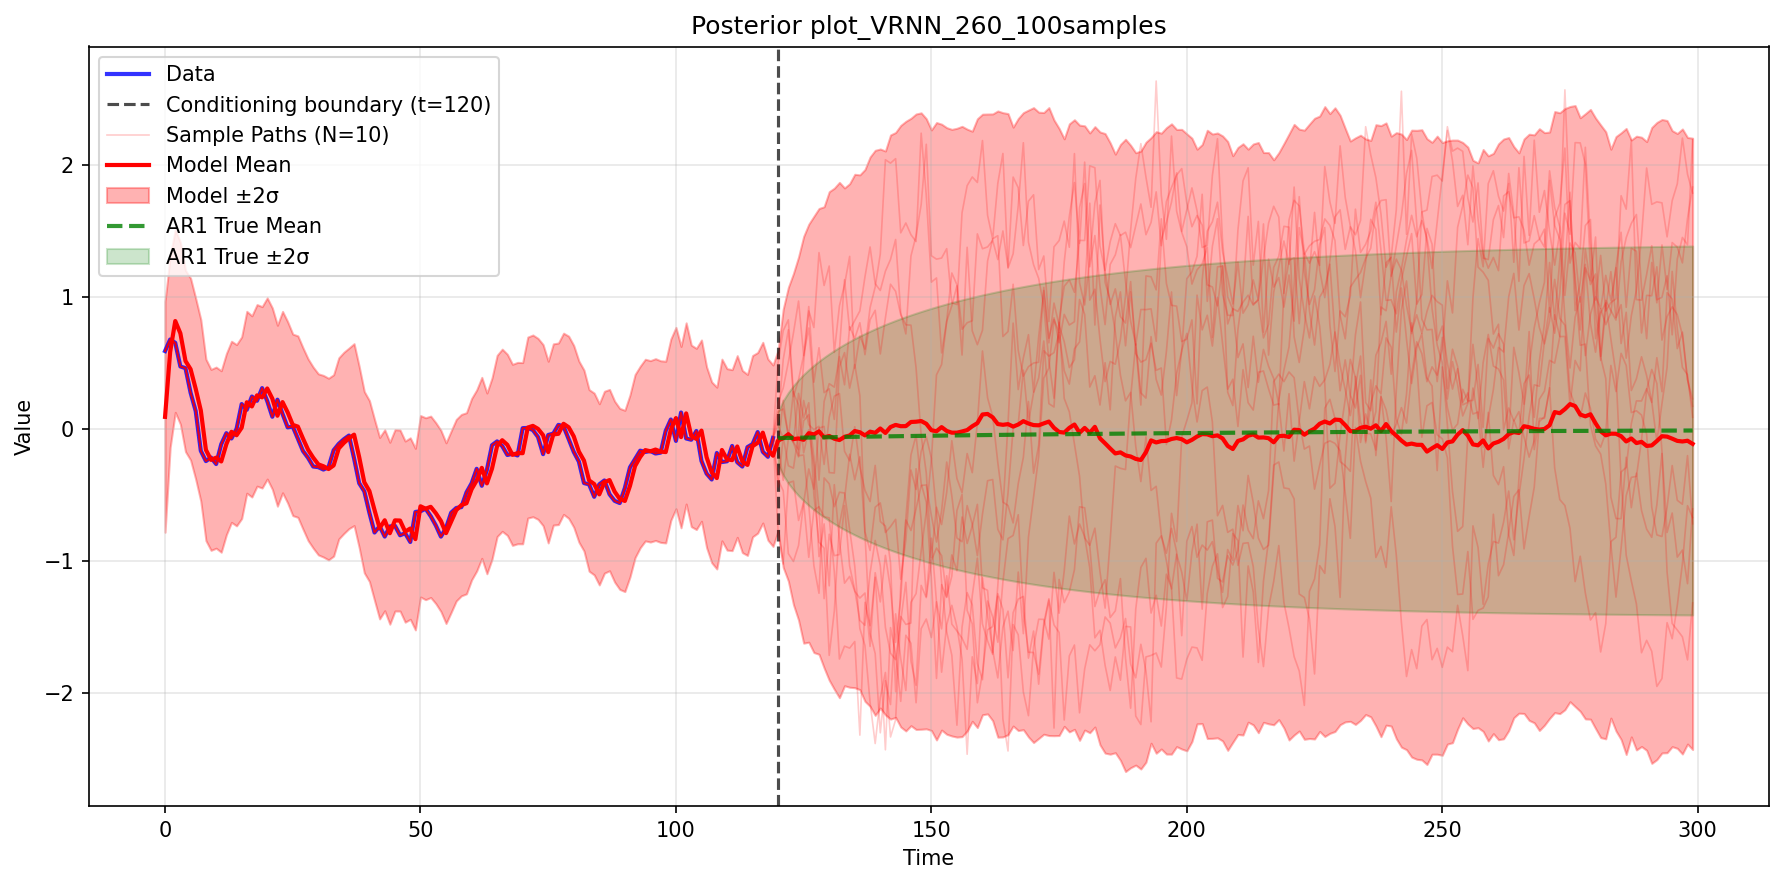 Posterior plot_VRNN_260_100samples
Data
Conditioning boundary (t=120)
Sample Paths (N=10)
Model Mean
Model ±2σ
AR1 True Mean
AR1 True ±2σ
Value
2
1
0
−1
−2
0 50 100 150 200 250 300
Time